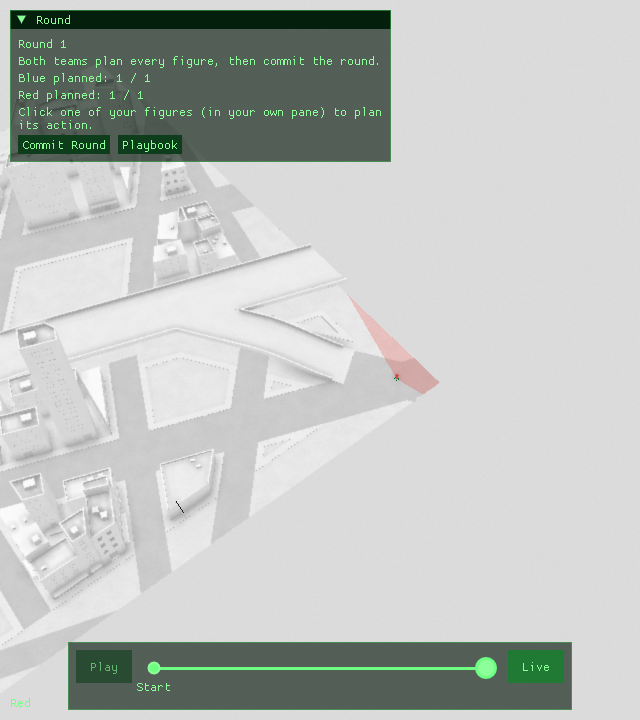 Round
Round 1
Both teams plan every figure, then commit the round.
Blue planned: 1 / 1
Red planned: 1 / 1
Click one of your figures (in your own pane) to plan
its action.
Commit Round Playbook
Play
Live
Start
Red